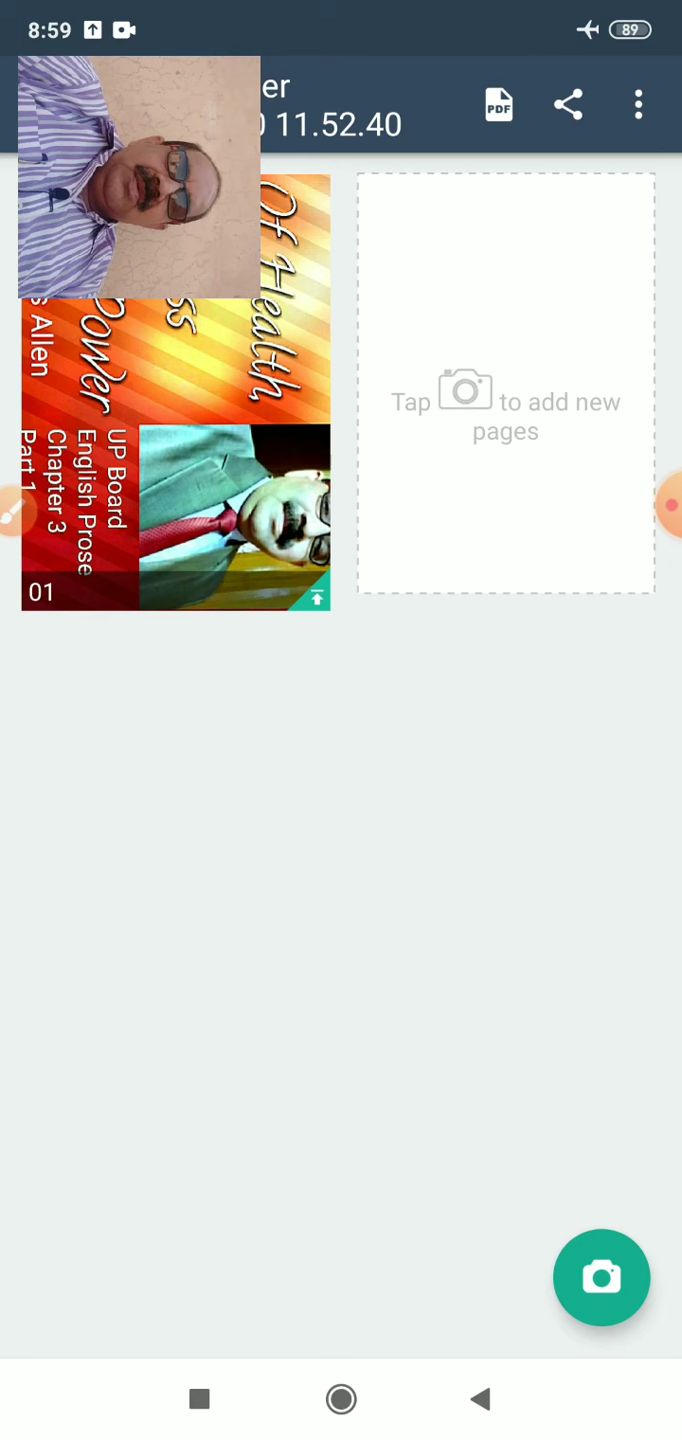 8:59
89
er
11.52.40
PDF
Of Health
ss
Power
s Allen
UP Board
English Prose
Chapter 3
Part 1
01
Tap to add new
pages